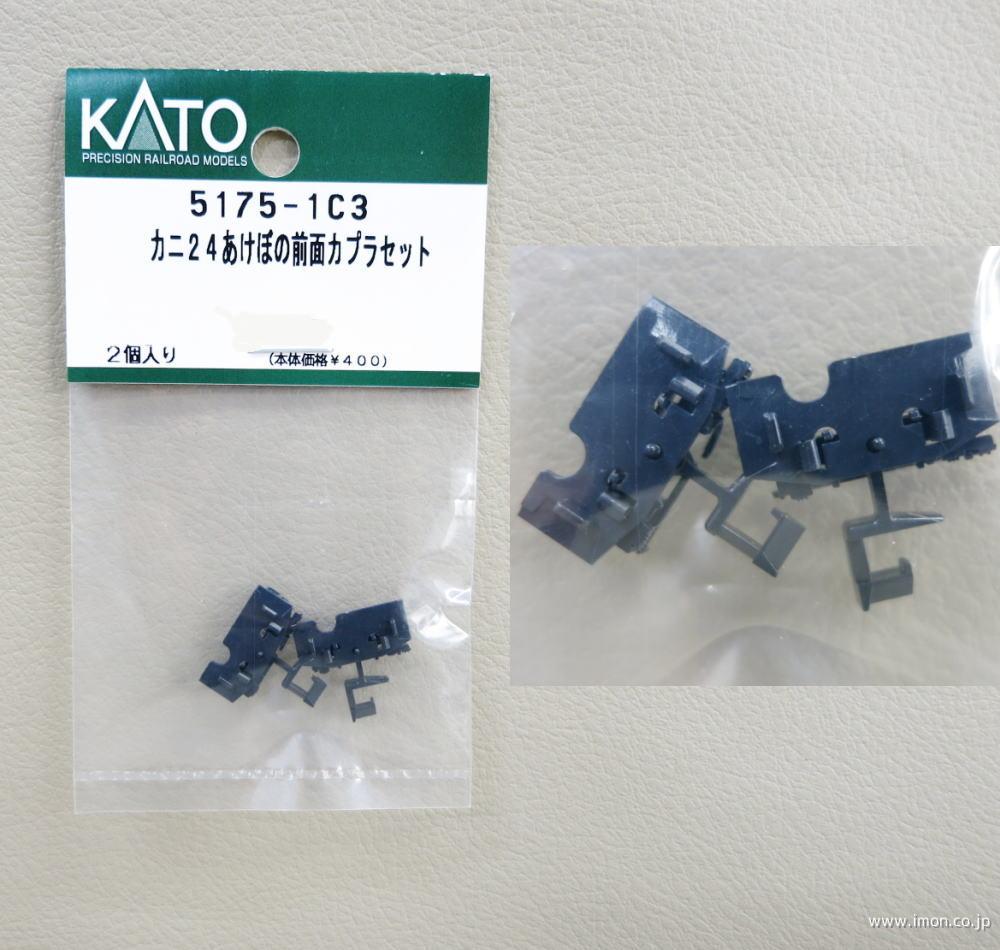 KATO
PRECISION RAILROAD MODELS
5175-1C3
カニ24あけぼの前面カプラセット
2個入り
(本体価格¥400)
www.imon.co.jp